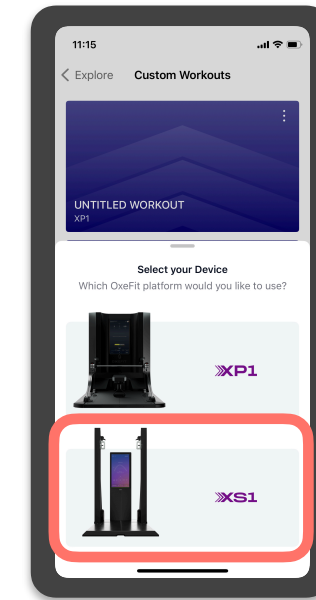 11:15
Explore Custom Workouts
UNTITLED WORKOUT
XP1
Select your Device
Which OxeFit platform would you like to use?
XP1
XS1